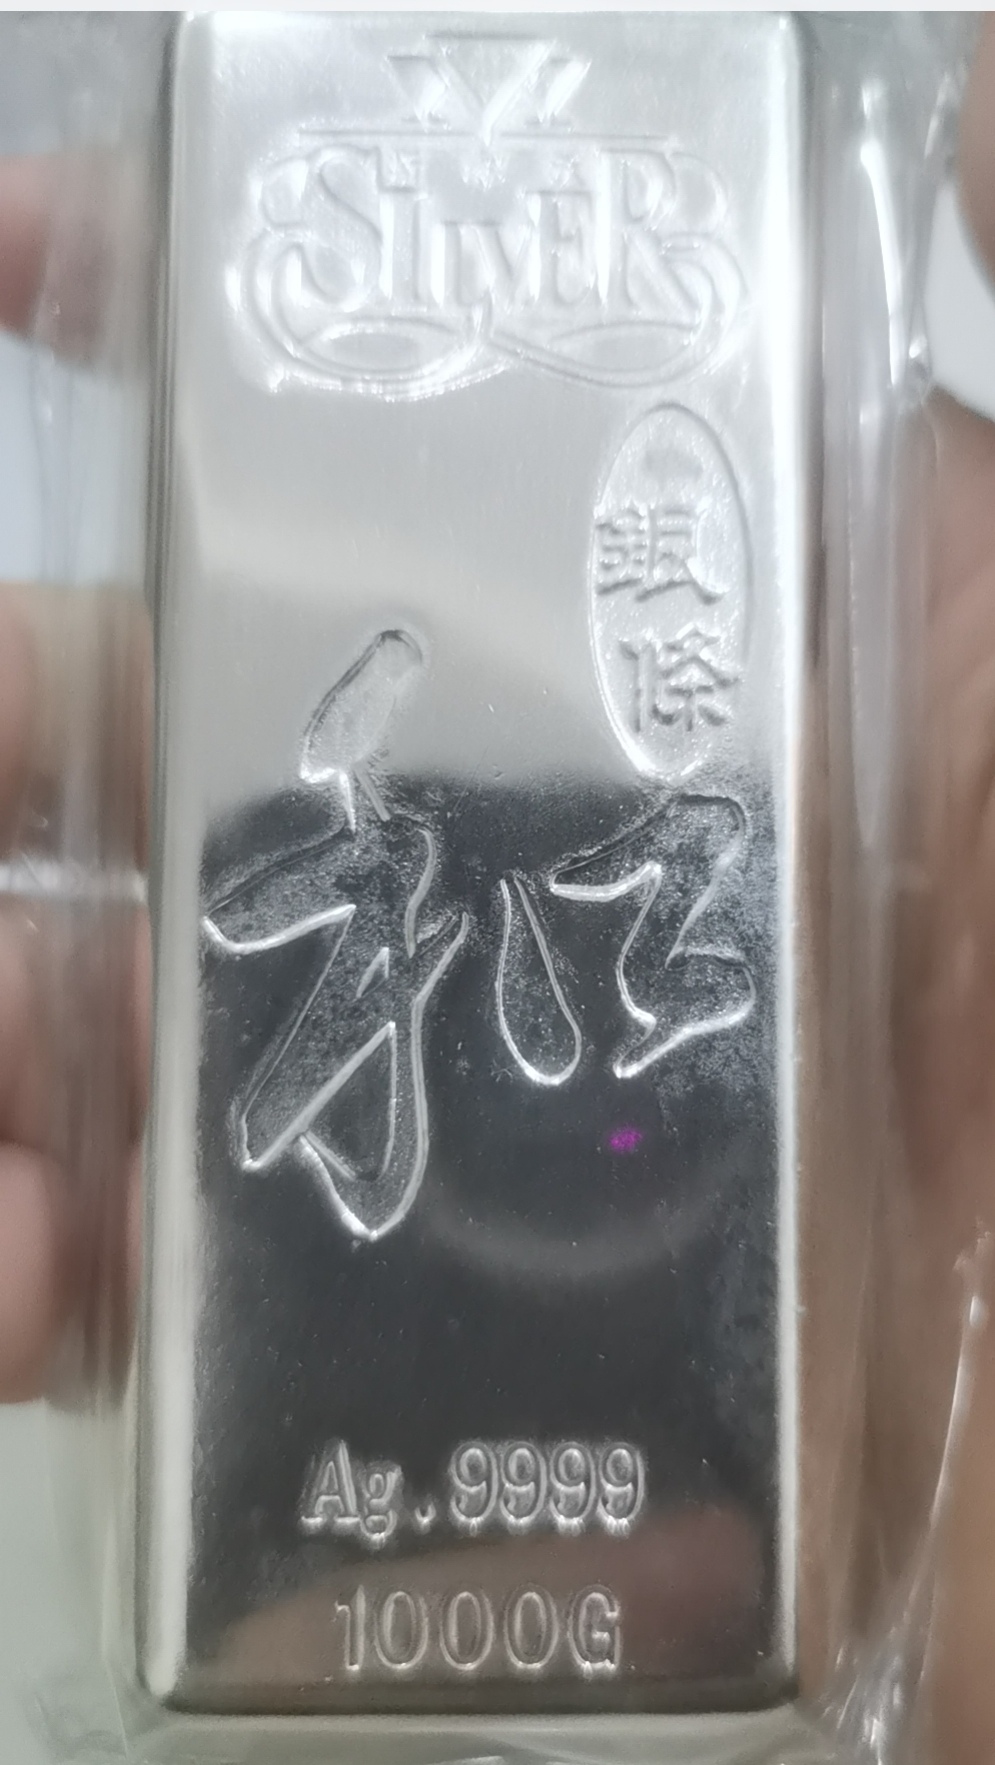 SILVER
銀
條
Ag.9999
1000G